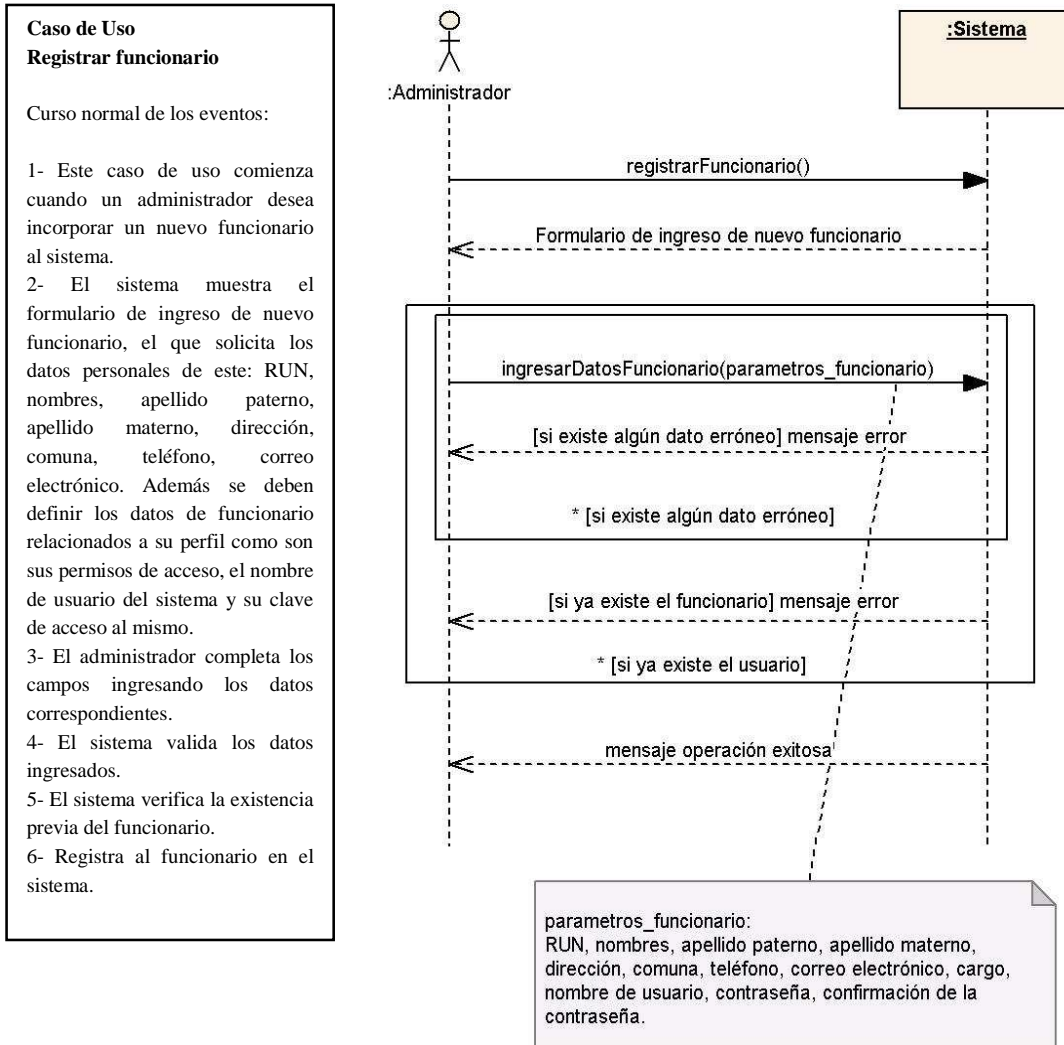 Caso de Uso
Registrar funcionario
Curso normal de los eventos:
1- Este caso de uso comienza
cuando un administrador desea
incorporar un nuevo funcionario
al sistema.
2- El sistema muestra el
formulario de ingreso de nuevo
funcionario, el que solicita los
datos personales de este: RUN,
nombres, apellido paterno,
apellido materno, dirección,
comuna, teléfono, correo
electrónico. Además se deben
definir los datos de funcionario
relacionados a su perfil como son
sus permisos de acceso, el nombre
de usuario del sistema y su clave
de acceso al mismo.
3- El administrador completa los
campos ingresando los datos
correspondientes.
4- El sistema valida los datos
ingresados.
5- El sistema verifica la existencia
previa del funcionario.
6- Registra al funcionario en el
sistema.
:Administrador
:Sistema
registrarFuncionario()
Formulario de ingreso de nuevo funcionario
ingresarDatosFuncionario(parametros_funcionario)
[si existe algún dato erróneo] mensaje error
* [si existe algún dato erróneo]
[si ya existe el funcionario] mensaje error
* [si ya existe el usuario]
mensaje operación exitosa
parametros_funcionario:
RUN, nombres, apellido paterno, apellido materno,
dirección, comuna, teléfono, correo electrónico, cargo,
nombre de usuario, contraseña, confirmación de la
contraseña.